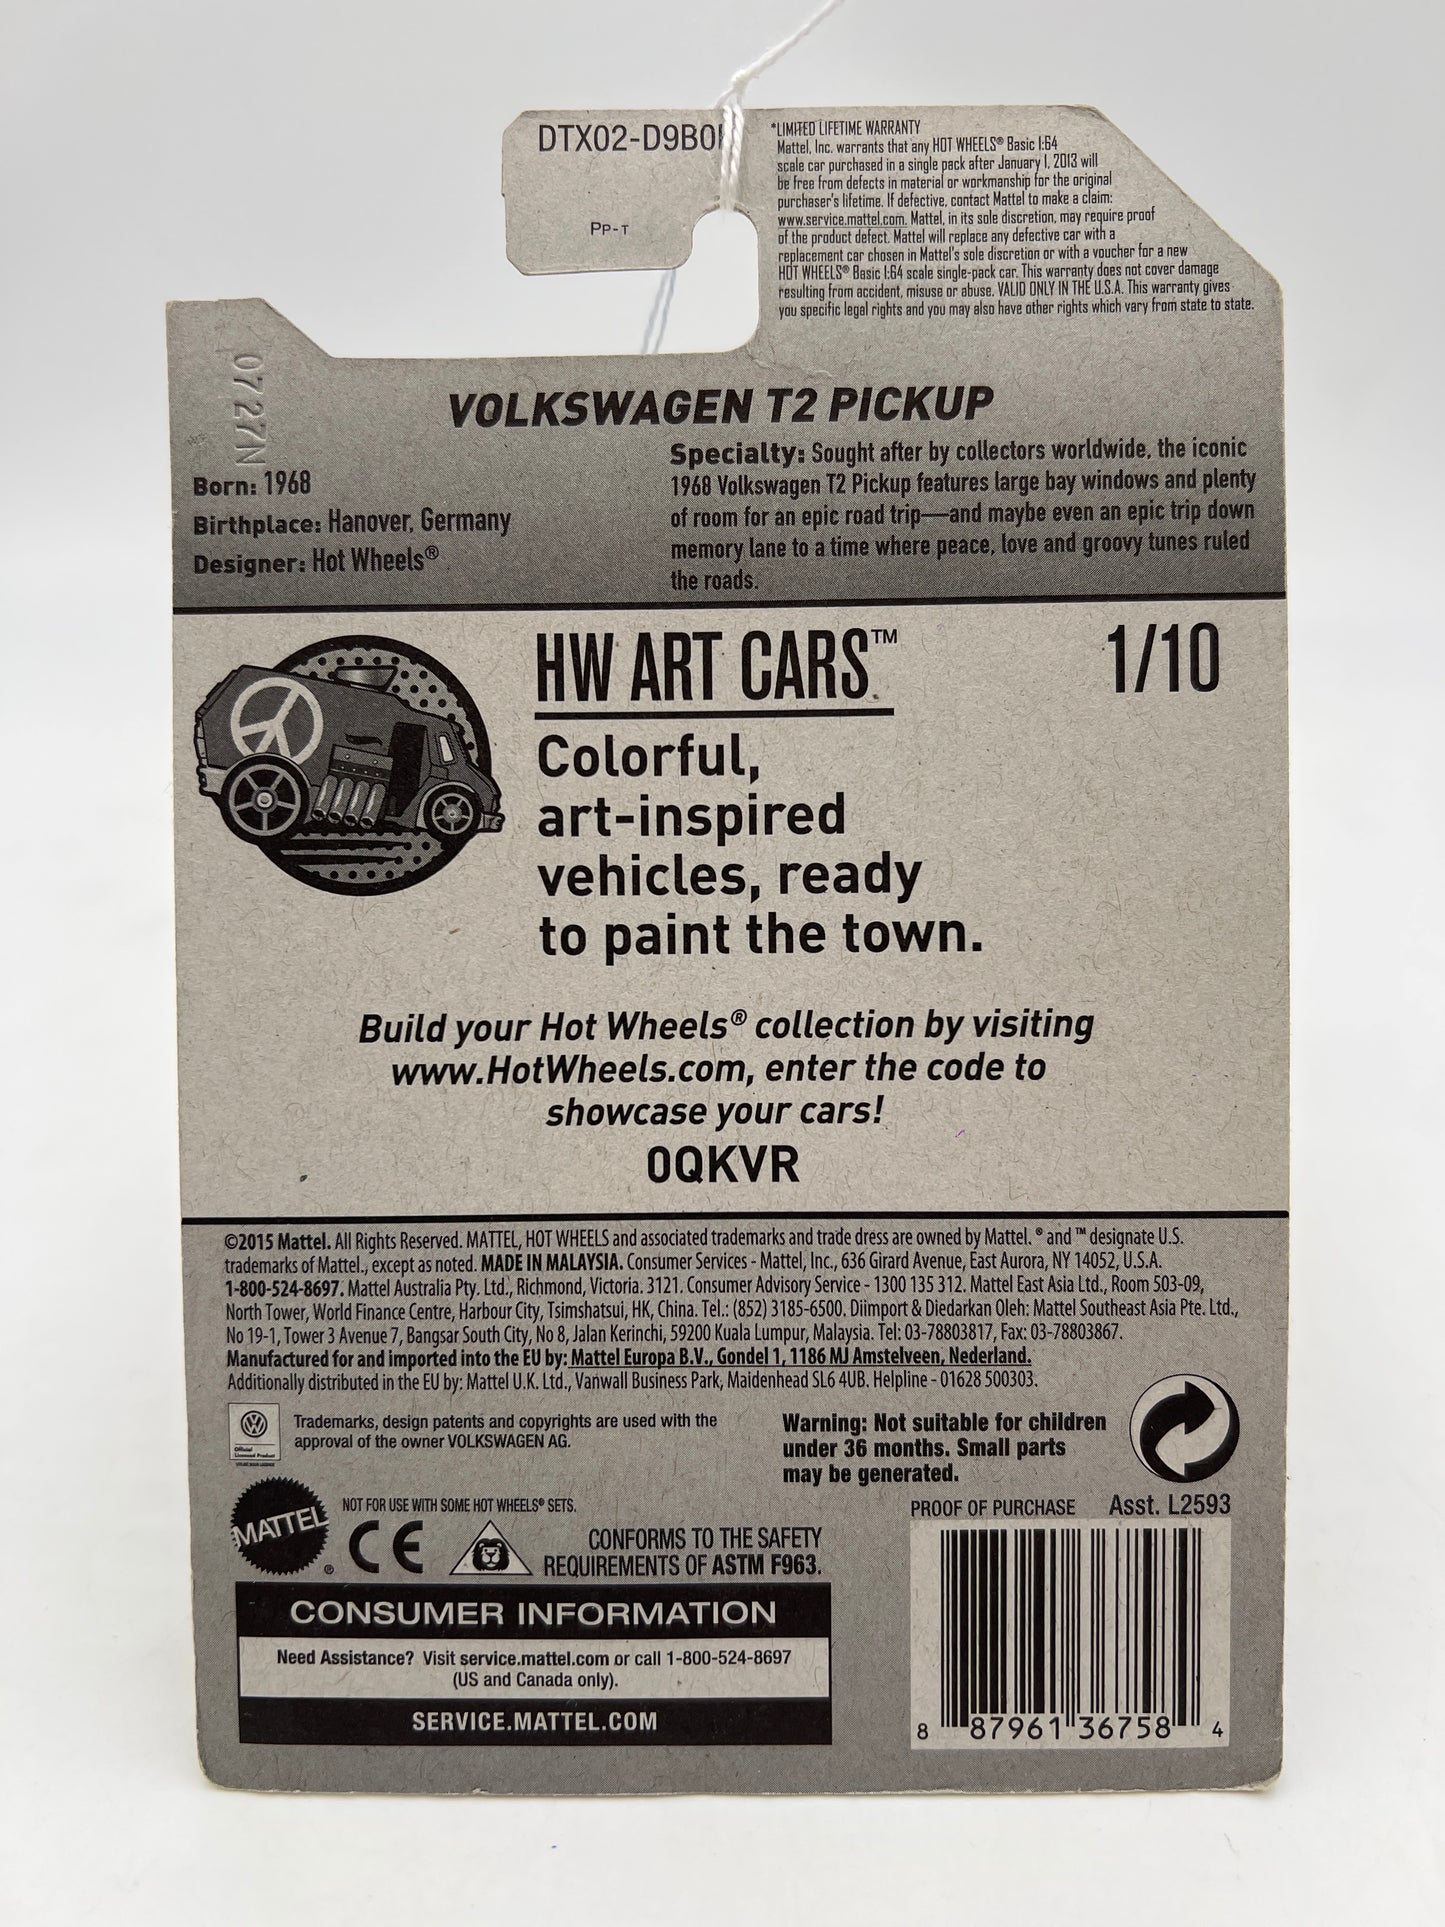 DTX02-D9B0
PP-T
*LIMITED LIFETIME WARRANTY
Mattel, Inc. warrants that any HOT WHEELS® Basic 1:64
scale car purchased in a single pack after January 1, 2013 will
be free from defects in material or workmanship for the original
purchaser's lifetime. If defective, contact Mattel to make a claim:
www.service.mattel.com. Mattel, in its sole discretion, may require proof
of the product defect. Mattel will replace any defective car with a
replacement car chosen in Mattel's sole discretion or with a voucher for a new
HOT WHEELS® Basic 1:64 scale single-pack car. This warranty does not cover damage
resulting from accident, misuse or abuse. VALID ONLY IN THE U.S.A. This warranty gives
you specific legal rights and you may also have other rights which vary from state to state.
07 27N
VOLKSWAGEN T2 PICKUP
Born: 1968
Birthplace: Hanover, Germany
Designer: Hot Wheels®
Specialty: Sought after by collectors worldwide, the iconic
1968 Volkswagen T2 Pickup features large bay windows and plenty
of room for an epic road trip—and maybe even an epic trip down
memory lane to a time where peace, love and groovy tunes ruled
the roads.
HW ART CARS™
1/10
Colorful,
art-inspired
vehicles, ready
to paint the town.
Build your Hot Wheels® collection by visiting
www.HotWheels.com, enter the code to
showcase your cars!
0QKVR
©2015 Mattel. All Rights Reserved. MATTEL, HOT WHEELS and associated trademarks and trade dress are owned by Mattel. ® and ™ designate U.S.
trademarks of Mattel., except as noted. MADE IN MALAYSIA. Consumer Services - Mattel, Inc., 636 Girard Avenue, East Aurora, NY 14052, U.S.A.
1-800-524-8697. Mattel Australia Pty. Ltd., Richmond, Victoria. 3121. Consumer Advisory Service - 1300 135 312. Mattel East Asia Ltd., Room 503-09,
North Tower, World Finance Centre, Harbour City, Tsimshatsui, HK, China. Tel.: (852) 3185-6500. Diimport & Diedarkan Oleh: Mattel Southeast Asia Pte. Ltd.,
No 19-1, Tower 3 Avenue 7, Bangsar South City, No 8, Jalan Kerinchi, 59200 Kuala Lumpur, Malaysia. Tel: 03-78803817, Fax: 03-78803867.
Manufactured for and imported into the EU by: Mattel Europa B.V., Gondel 1, 1186 MJ Amstelveen, Nederland.
Additionally distributed in the EU by: Mattel U.K. Ltd., Vanwall Business Park, Maidenhead SL6 4UB. Helpline - 01628 500303.
Official
Licensed Product
Trademarks, design patents and copyrights are used with the
approval of the owner VOLKSWAGEN AG.
Warning: Not suitable for children
under 36 months. Small parts
may be generated.
MATTEL®
NOT FOR USE WITH SOME HOT WHEELS® SETS.
CE
CONFORMS TO THE SAFETY
REQUIREMENTS OF ASTM F963.
PROOF OF PURCHASE Asst. L2593
CONSUMER INFORMATION
Need Assistance? Visit service.mattel.com or call 1-800-524-8697
(US and Canada only).
SERVICE.MATTEL.COM
8 87961 36758 4